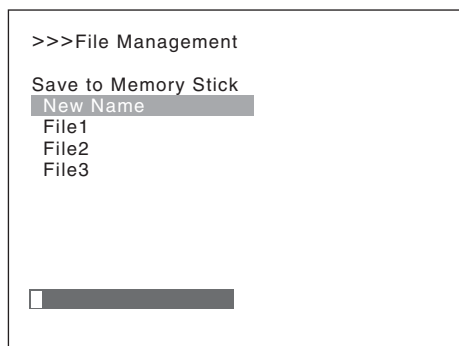 >>>File Management
Save to Memory Stick
New Name
File1
File2
File3